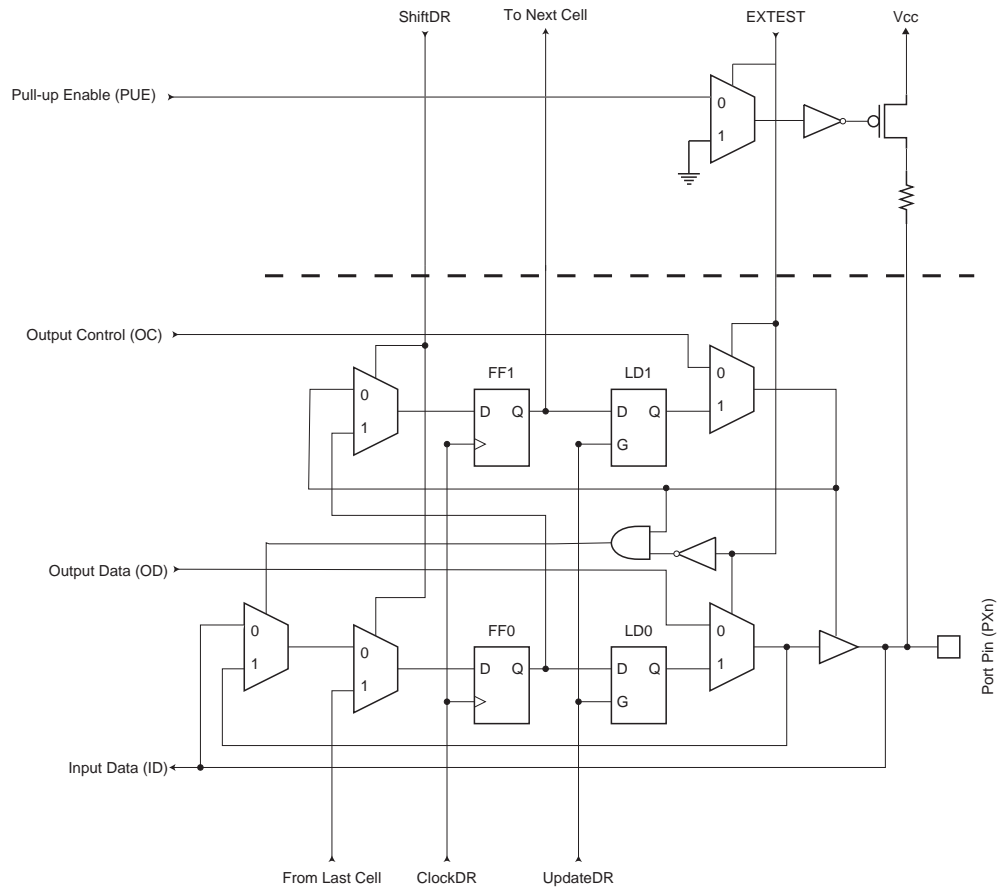 ShiftDR
To Next Cell
EXTEST
Vcc
Pull-up Enable (PUE)
0
1
Output Control (OC)
FF1
LD1
0
1
D Q
D Q
G
0
1
Output Data (OD)
FF0
LD0
0
1
0
1
D Q
D Q
G
0
1
Port Pin (PXn)
Input Data (ID)
From Last Cell
ClockDR
UpdateDR